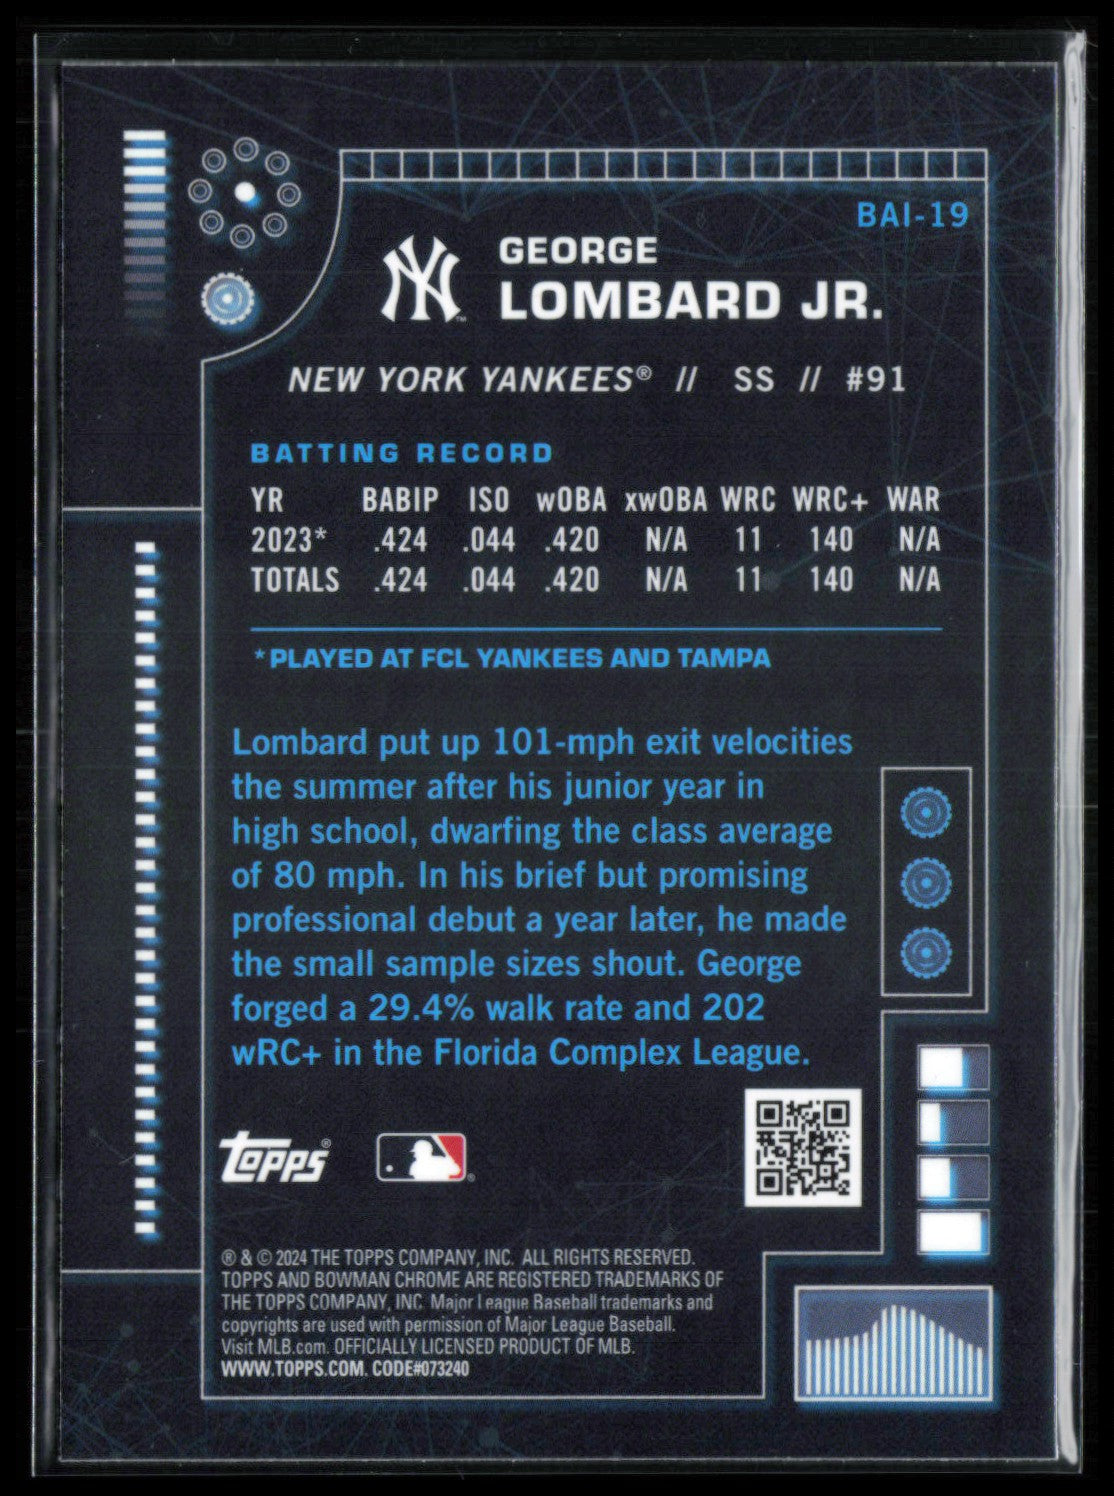 BAI-19
NY
TM
GEORGE
LOMBARD JR.
NEW YORK YANKEES® // SS // #91
BATTING RECORD
YR BABIP ISO wOBA xwOBA WRC WRC+ WAR
2023* .424 .044 .420 N/A 11 140 N/A
TOTALS .424 .044 .420 N/A 11 140 N/A
*PLAYED AT FCL YANKEES AND TAMPA
Lombard put up 101-mph exit velocities
the summer after his junior year in
high school, dwarfing the class average
of 80 mph. In his brief but promising
professional debut a year later, he made
the small sample sizes shout. George
forged a 29.4% walk rate and 202
wRC+ in the Florida Complex League.
Topps® ®
® & © 2024 THE TOPPS COMPANY, INC. ALL RIGHTS RESERVED.
TOPPS AND BOWMAN CHROME ARE REGISTERED TRADEMARKS OF
THE TOPPS COMPANY, INC. Major League Baseball trademarks and
copyrights are used with permission of Major League Baseball.
Visit MLB.com. OFFICIALLY LICENSED PRODUCT OF MLB.
WWW.TOPPS.COM. CODE#073240